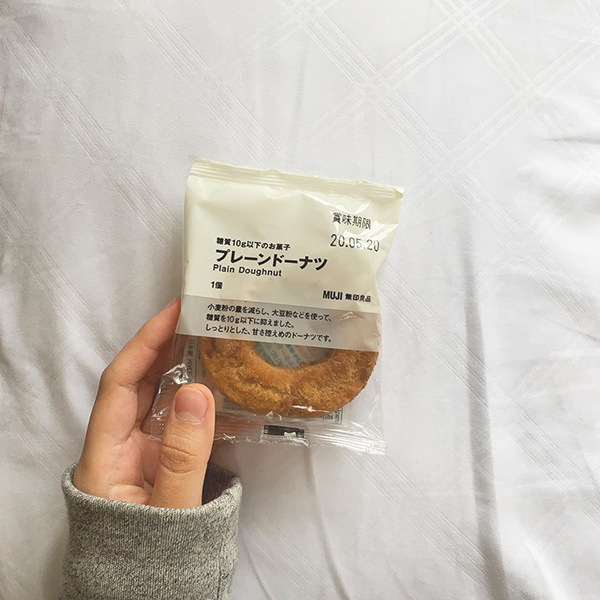 賞味期限
20.05.20
糖質10g以下のお菓子
プレーンドーナツ
Plain Doughnut
1個
MUJI 無印良品
小麦粉の量を減らし、大豆粉などを使って、
糖質を10g以下に抑えました。
しっとりとした、甘さ控えめのドーナツです。